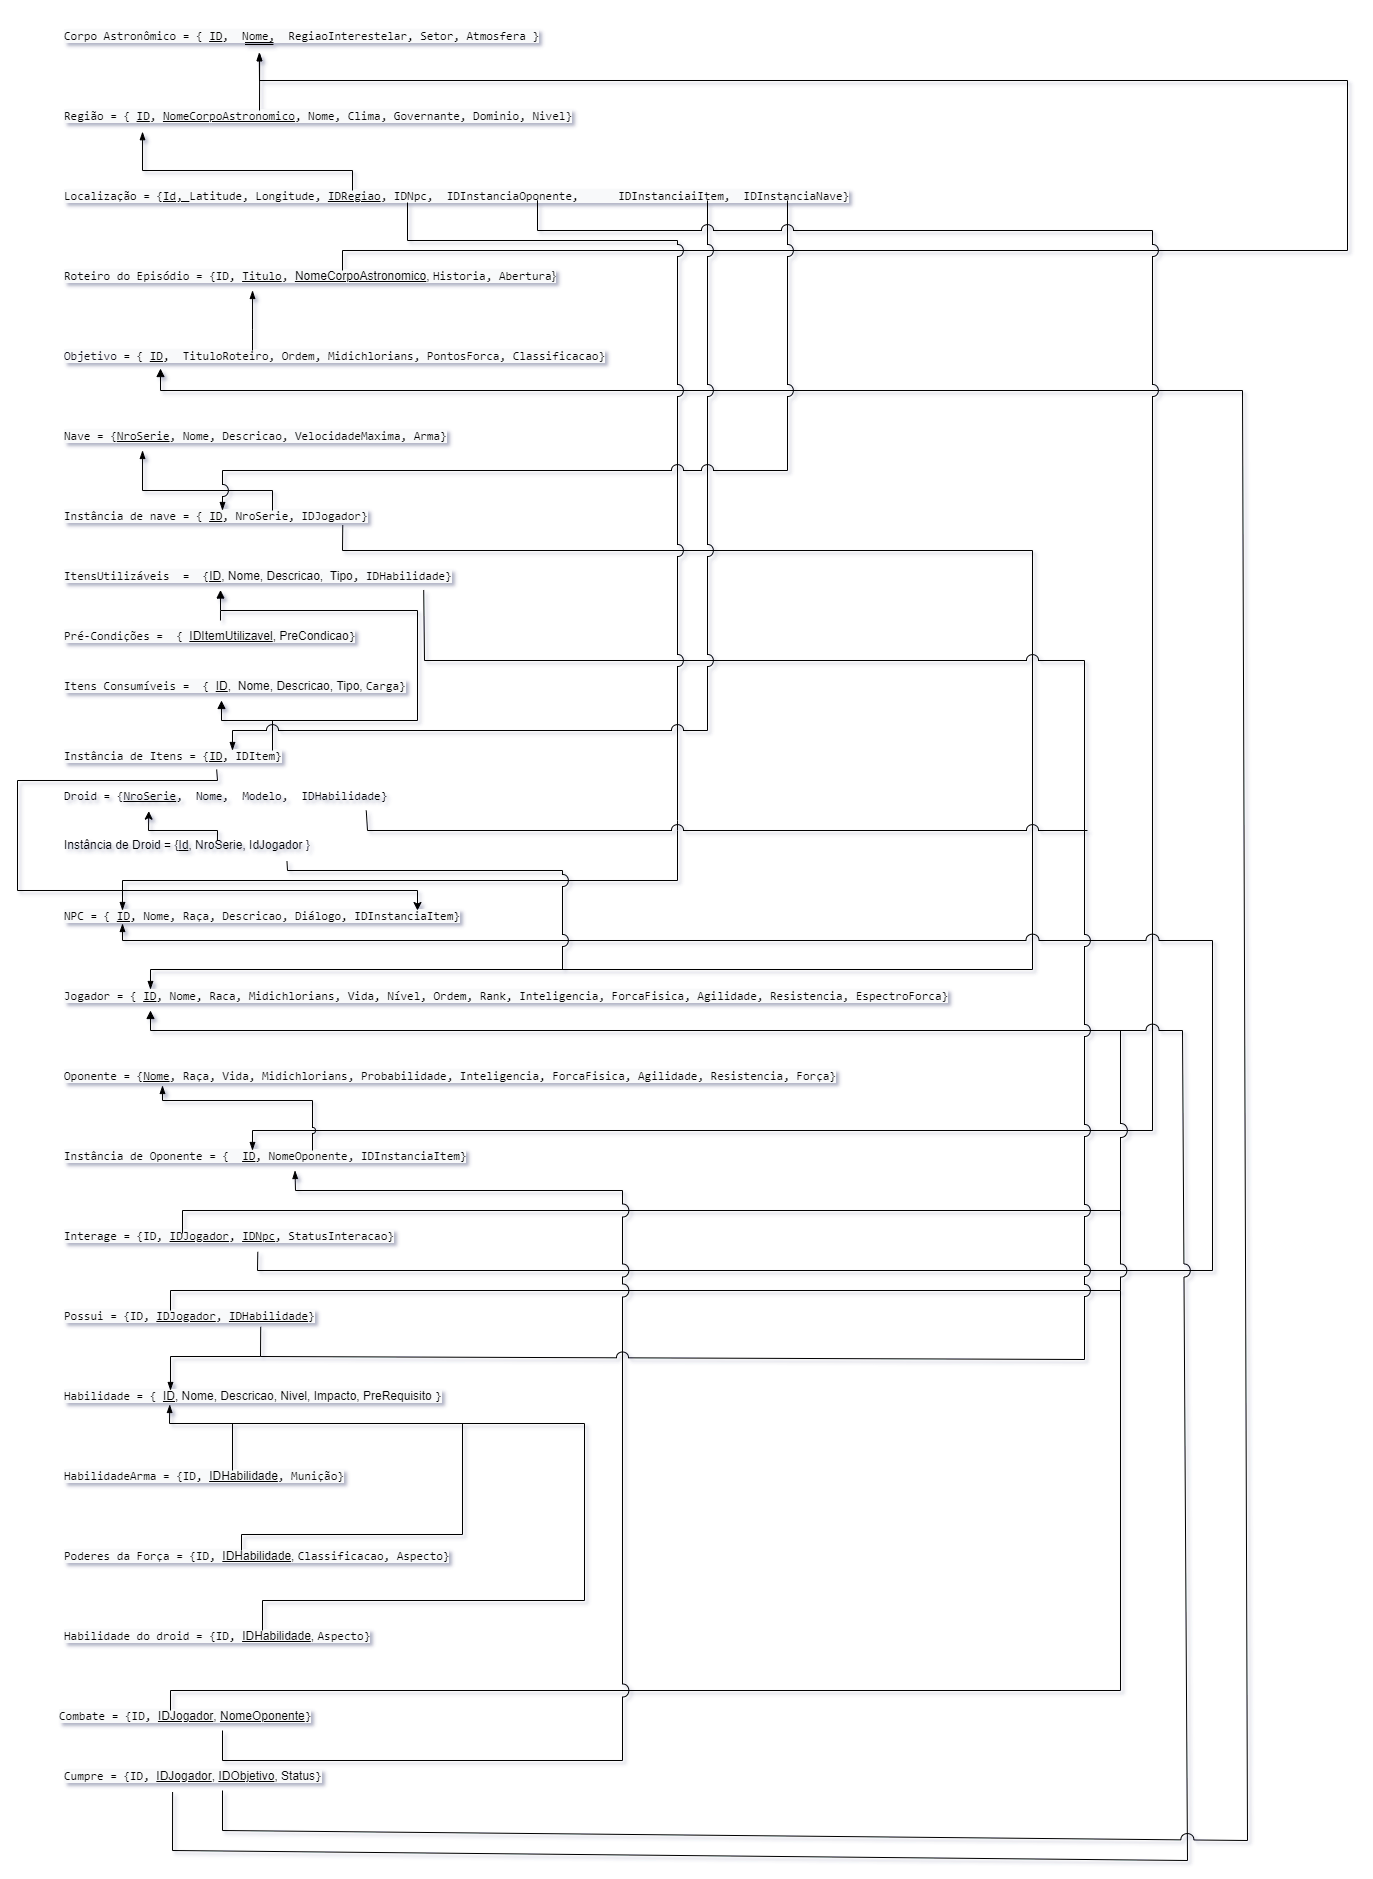 Corpo Astronômico = { ID, Nome, RegiaoInterestelar, Setor, Atmosfera }
Região = { ID, NomeCorpoAstronomico, Nome, Clima, Governante, Dominio, Nivel}
Localização = {Id, Latitude, Longitude, IDRegiao, IDNpc, IDInstanciaOponente, IDInstanciaiItem, IDInstanciaNave}
Roteiro do Episódio = {ID, Titulo, NomeCorpoAstronomico, Historia, Abertura}
Objetivo = { ID, TituloRoteiro, Ordem, Midichlorians, PontosForca, Classificacao}
Nave = {NroSerie, Nome, Descricao, VelocidadeMaxima, Arma}
Instância de nave = { ID, NroSerie, IDJogador}
ItensUtilizáveis = {ID, Nome, Descricao, Tipo, IDHabilidade}
Pré-Condições = { IDItemUtilizavel, PreCondicao}
Itens Consumíveis = { ID, Nome, Descricao, Tipo, Carga}
Instância de Itens = {ID, IDItem}
Droid = {NroSerie, Nome, Modelo, IDHabilidade}
Instância de Droid = {Id, NroSerie, IdJogador }
NPC = { ID, Nome, Raça, Descricao, Diálogo, IDInstanciaItem}
Jogador = { ID, Nome, Raca, Midichlorians, Vida, Nível, Ordem, Rank, Inteligencia, ForcaFisica, Agilidade, Resistencia, EspectroForca}
Oponente = {Nome, Raça, Vida, Midichlorians, Probabilidade, Inteligencia, ForcaFisica, Agilidade, Resistencia, Força}
Instância de Oponente = { ID, NomeOponente, IDInstanciaItem}
Interage = {ID, IDJogador, IDNpc, StatusInteracao}
Possui = {ID, IDJogador, IDHabilidade}
Habilidade = { ID, Nome, Descricao, Nivel, Impacto, PreRequisito }
HabilidadeArma = {ID, IDHabilidade, Munição}
Poderes da Força = {ID, IDHabilidade, Classificacao, Aspecto}
Habilidade do droid = {ID, IDHabilidade, Aspecto}
Combate = {ID, IDJogador, NomeOponente}
Cumpre = {ID, IDJogador, IDObjetivo, Status}